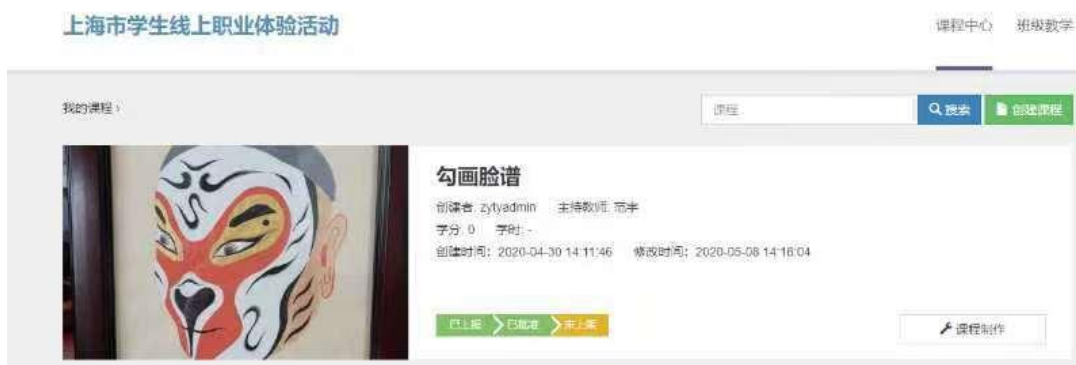 上海市学生线上职业体验活动
课程中心 班级教学
我的课程 ›
课程
搜索
创建课程
勾画脸谱
创建者 zytyadmin 主持教师 范宇
学分 0 学时 -
创建时间：2020-04-30 14:11:46 修改时间：2020-05-08 14:16:04
已上报 已批准 未上架
课程制作